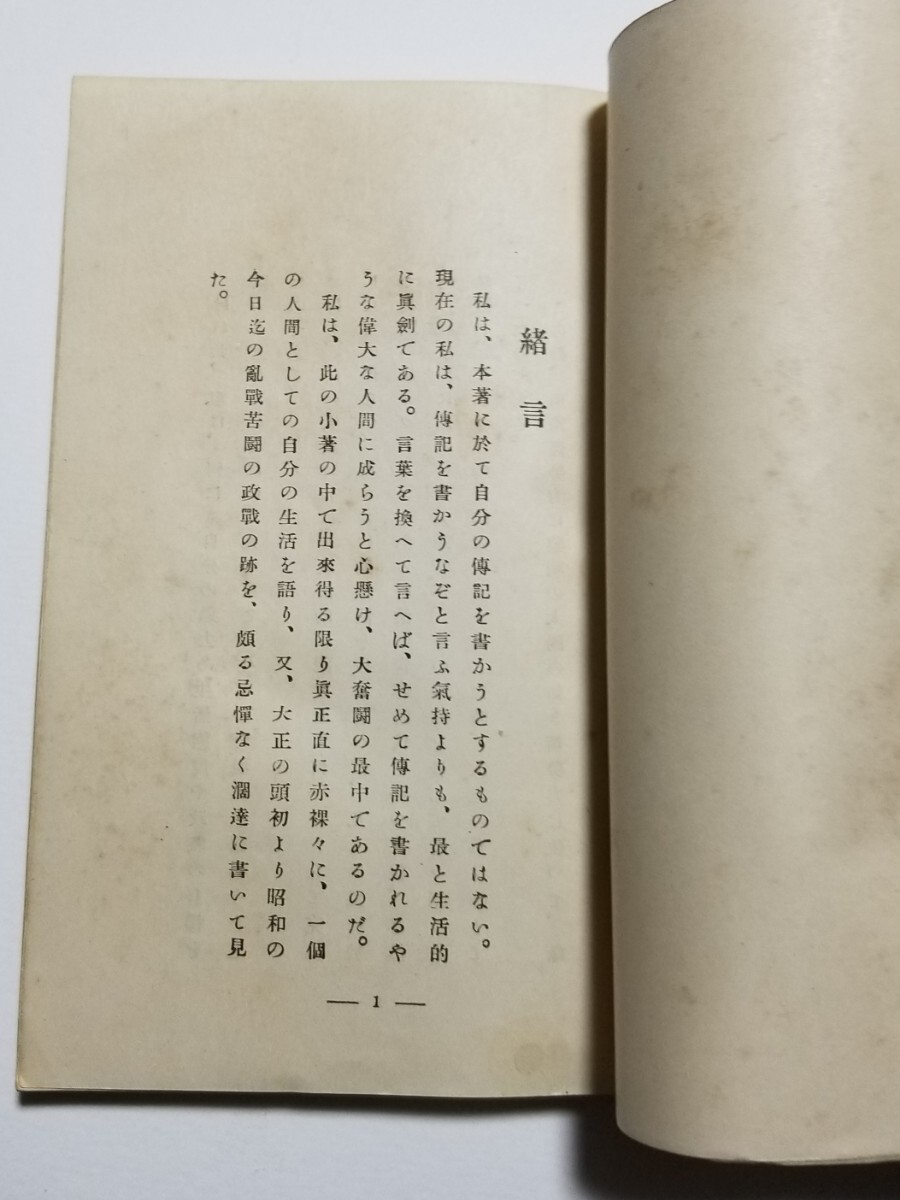 緒言
私は、本著に於て自分の傳記を書かうとするものではない。
現在の私は、傳記を書かうなぞと言ふ氣持よりも、最と生活的
に眞劍である。言葉を換へて言へば、せめて傳記を書かれるや
うな偉大な人間に成らうと心懸け、大奮鬪の最中であるのだ。
私は、此の小著の中で出來得る限り眞正直に赤裸々に、一個
の人間としての自分の生活を語り、又、大正の頭初より昭和の
今日迄の亂戰苦鬪の政戰の跡を、頗る忌憚なく濶達に書いて見
た。
— 1 —